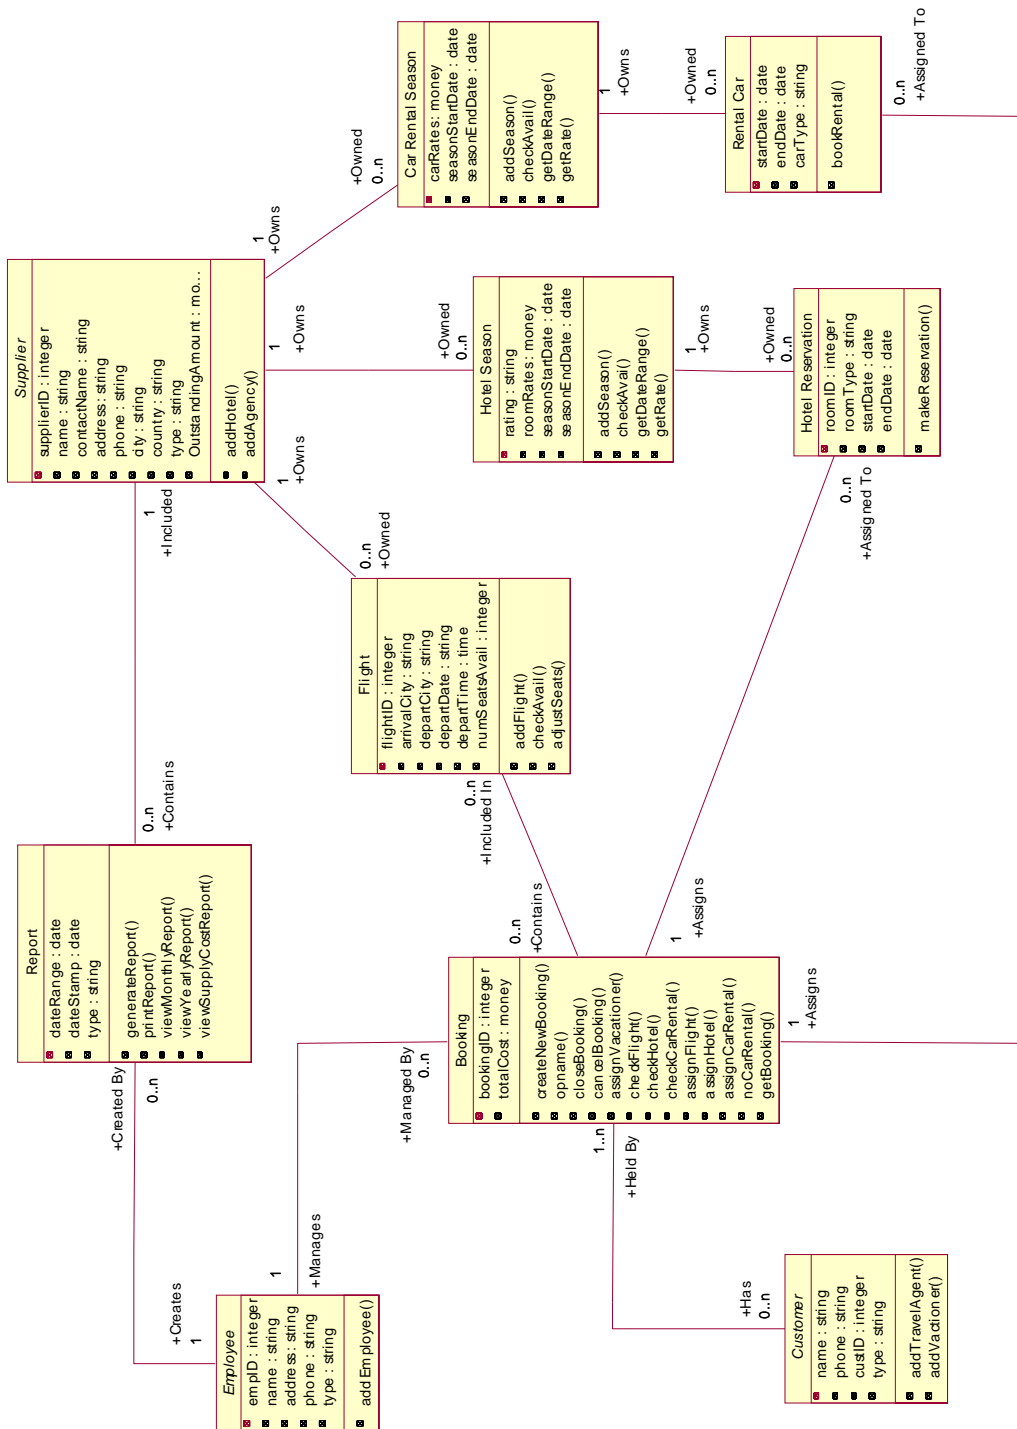 Employee
empID : integer
name : string
address: string
phone : string
type : string
addEmployee()
+Creates
1
1
+Manages
+Created By
0..n
Report
dateRange : date
dateStamp : date
type : string
generateReport()
printReport()
viewMonthlyReport()
viewYearlyReport()
viewSupplyCostReport()
0..n
+Contains
1
+Included
Supplier
supplierID : integer
name : string
contactName : string
address: string
phone : string
city : string
country : string
type : string
OutstandingAmount : mo...
addHotel()
addAgency()
1
+Owns
1
+Owns
1
+Owns
+Owned
0..n
Car Rental Season
carRates: money
seasonStartDate : date
seasonEndDate : date
addSeason()
checkAvail()
getDateRange()
getRate()
1
+Owns
+Owned
0..n
Rental Car
startDate : date
endDate : date
carType : string
bookRental()
0..n
+Assigned To
+Owned
0..n
Hotel Season
rating : string
roomRates: money
seasonStartDate : date
seasonEndDate : date
addSeason()
checkAvai()
getDateRange()
getRate()
1
+Owns
+Owned
0..n
Hotel Reservation
roomID : integer
roomType : string
startDate : date
endDate : date
makeReservation()
0..n
+Assigned To
0..n
+Owned
Flight
flightID : integer
arrivalCity : string
departCity : string
departDate : string
departTime : time
numSeatsAvail : integer
addFlight()
checkAvail()
adjustSeats()
0..n
+Included In
0..n
+Contains
1
+Assigns
1
+Assigns
+Managed By
0..n
Booking
bookingID : integer
totalCost : money
createNewBooking()
opname()
closeBooking()
cancelBooking()
assignVacationer()
checkFlight()
checkHotel()
checkCarRental()
assignFlight()
assignHotel()
assignCarRental()
noCarRental()
getBooking()
1..n
+Held By
+Has
0..n
Customer
name : string
phone : string
custID : integer
type : string
addTravelAgent()
addVactioner()